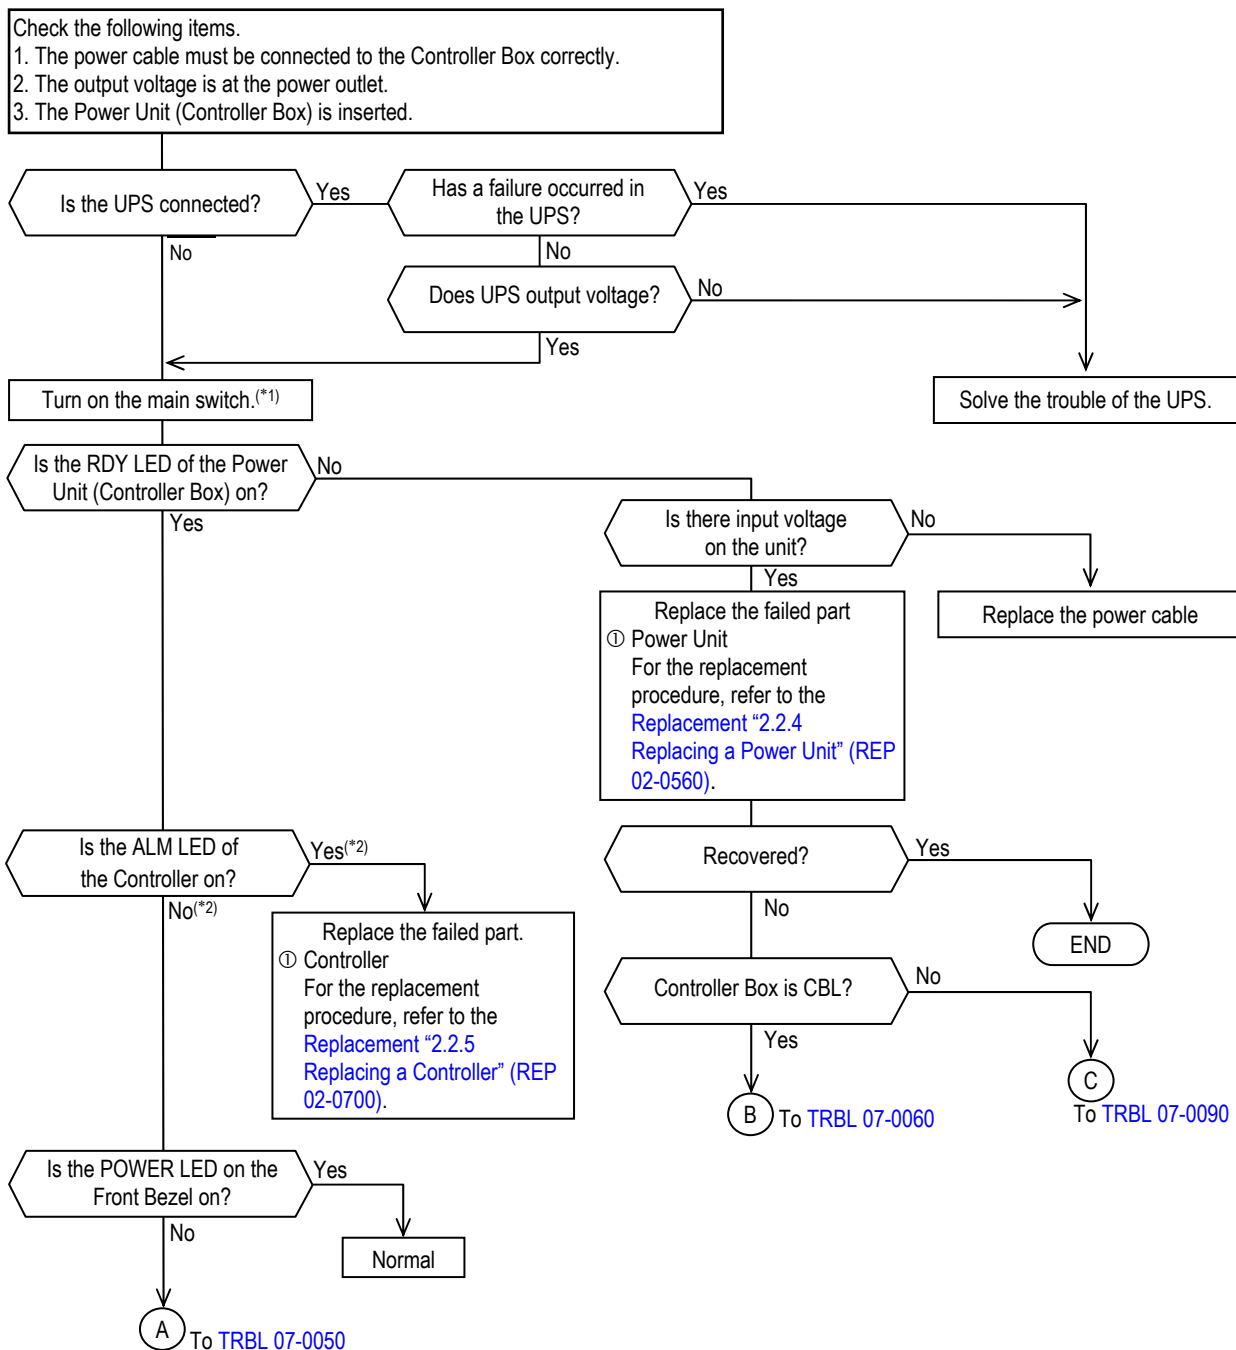 Check the following items.
1. The power cable must be connected to the Controller Box correctly.
2. The output voltage is at the power outlet.
3. The Power Unit (Controller Box) is inserted.
Is the UPS connected?
Yes
No
Has a failure occurred in
the UPS?
Yes
No
Does UPS output voltage?
No
Yes
Turn on the main switch.(*1)
Solve the trouble of the UPS.
Is the RDY LED of the Power
Unit (Controller Box) on?
No
Yes
Is there input voltage
on the unit?
No
Yes
Replace the power cable
Replace the failed part
① Power Unit
For the replacement
procedure, refer to the
Replacement “2.2.4
Replacing a Power Unit” (REP
02-0560).
Is the ALM LED of
the Controller on?
Yes(*2)
No(*2)
Recovered?
Yes
No
END
Replace the failed part.
① Controller
For the replacement
procedure, refer to the
Replacement “2.2.5
Replacing a Controller” (REP
02-0700).
Controller Box is CBL?
No
Yes
B
To TRBL 07-0060
C
To TRBL 07-0090
Is the POWER LED on the
Front Bezel on?
Yes
No
Normal
A
To TRBL 07-0050